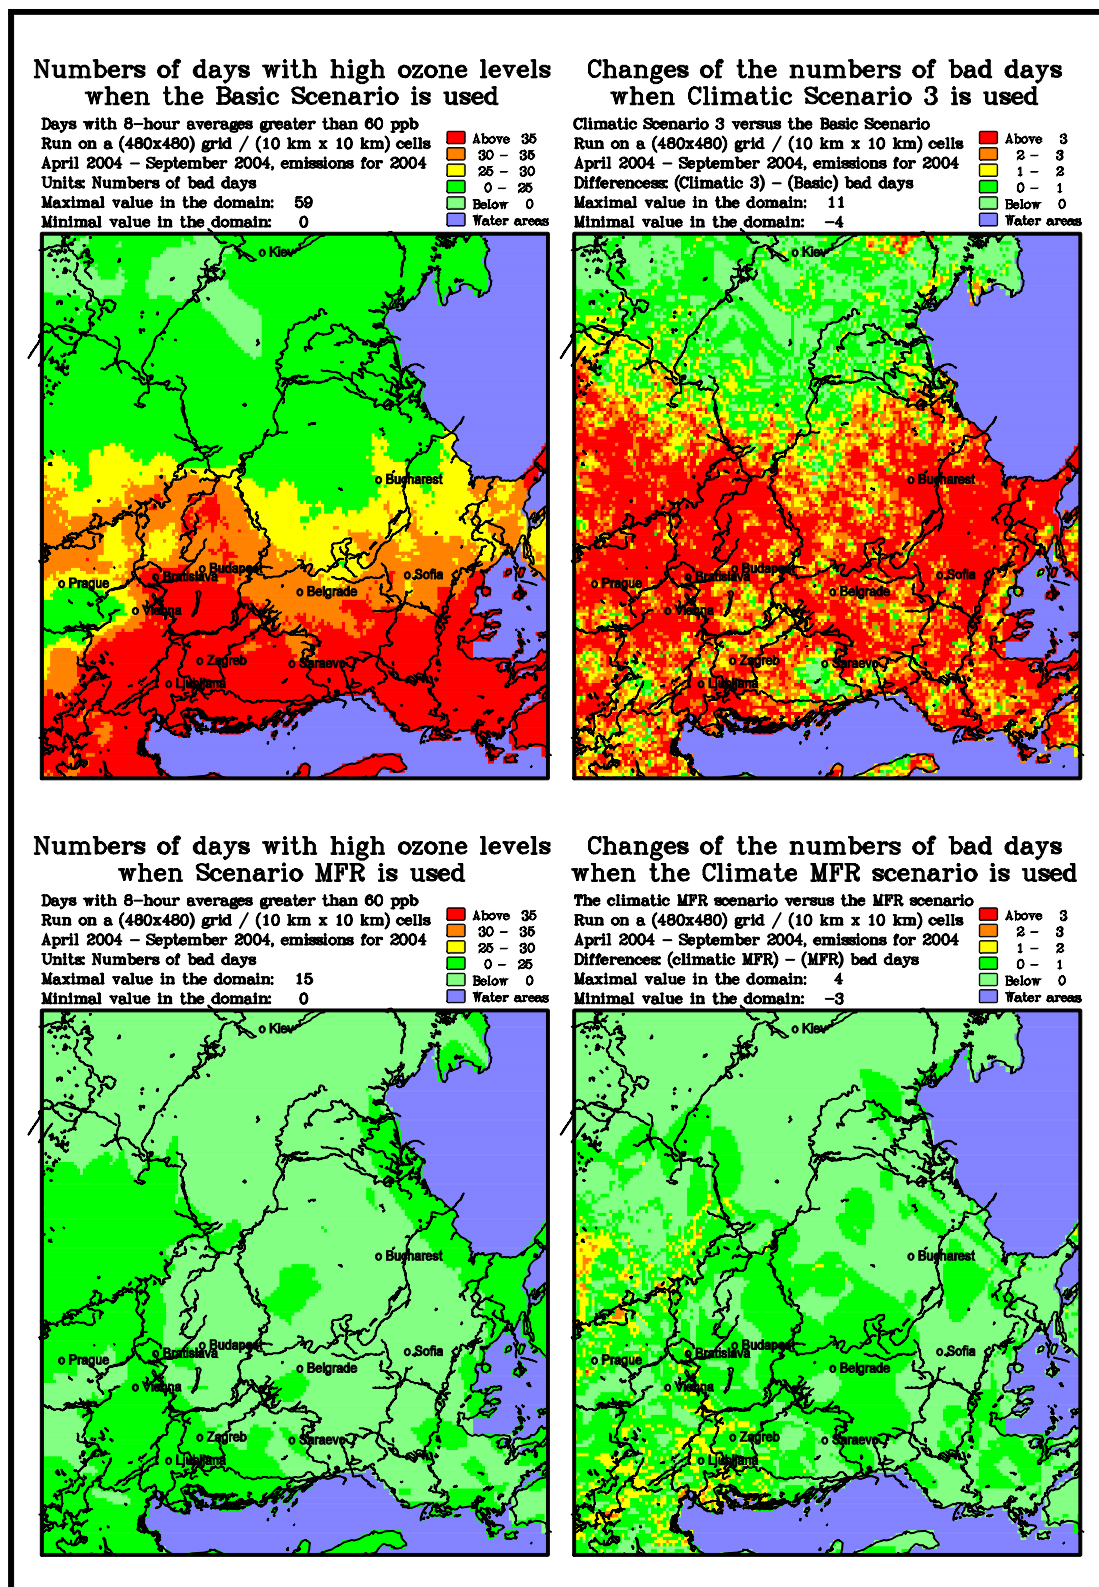 Numbers of days with high ozone levels
when the Basic Scenario is used
Days with 8-hour averages greater than 60 ppb
Run on a (480x480) grid / (10 km x 10 km) cells
April 2004 - September 2004, emissions for 2004
Units: Numbers of bad days
Maximal value in the domain: 59
Minimal value in the domain: 0
Above 35
30 - 35
25 - 30
0 - 25
Below 0
Water areas
Kiev
Bucharest
Prague
Bratislava
Budapest
Vienna
Belgrade
Sofia
Zagreb
Saraevo
Ljubljana
Changes of the numbers of bad days
when Climatic Scenario 3 is used
Climatic Scenario 3 versus the Basic Scenario
Run on a (480x480) grid / (10 km x 10 km) cells
April 2004 - September 2004, emissions for 2004
Differences: (Climatic 3) - (Basic) bad days
Maximal value in the domain: 11
Minimal value in the domain: -4
Above 3
2 - 3
1 - 2
0 - 1
Below 0
Water areas
Kiev
Bucharest
Prague
Bratislava
Budapest
Vienna
Belgrade
Sofia
Zagreb
Saraevo
Ljubljana
Numbers of days with high ozone levels
when Scenario MFR is used
Days with 8-hour averages greater than 60 ppb
Run on a (480x480) grid / (10 km x 10 km) cells
April 2004 - September 2004, emissions for 2004
Units: Numbers of bad days
Maximal value in the domain: 15
Minimal value in the domain: 0
Above 35
30 - 35
25 - 30
0 - 25
Below 0
Water areas
Kiev
Bucharest
Prague
Bratislava
Budapest
Vienna
Belgrade
Sofia
Zagreb
Saraevo
Ljubljana
Changes of the numbers of bad days
when the Climate MFR scenario is used
The climatic MFR scenario versus the MFR scenario
Run on a (480x480) grid / (10 km x 10 km) cells
April 2004 - September 2004, emissions for 2004
Differences: (climatic MFR) - (MFR) bad days
Maximal value in the domain: 4
Minimal value in the domain: -3
Above 3
2 - 3
1 - 2
0 - 1
Below 0
Water areas
Kiev
Bucharest
Prague
Bratislava
Budapest
Vienna
Belgrade
Sofia
Zagreb
Saraevo
Ljubljana